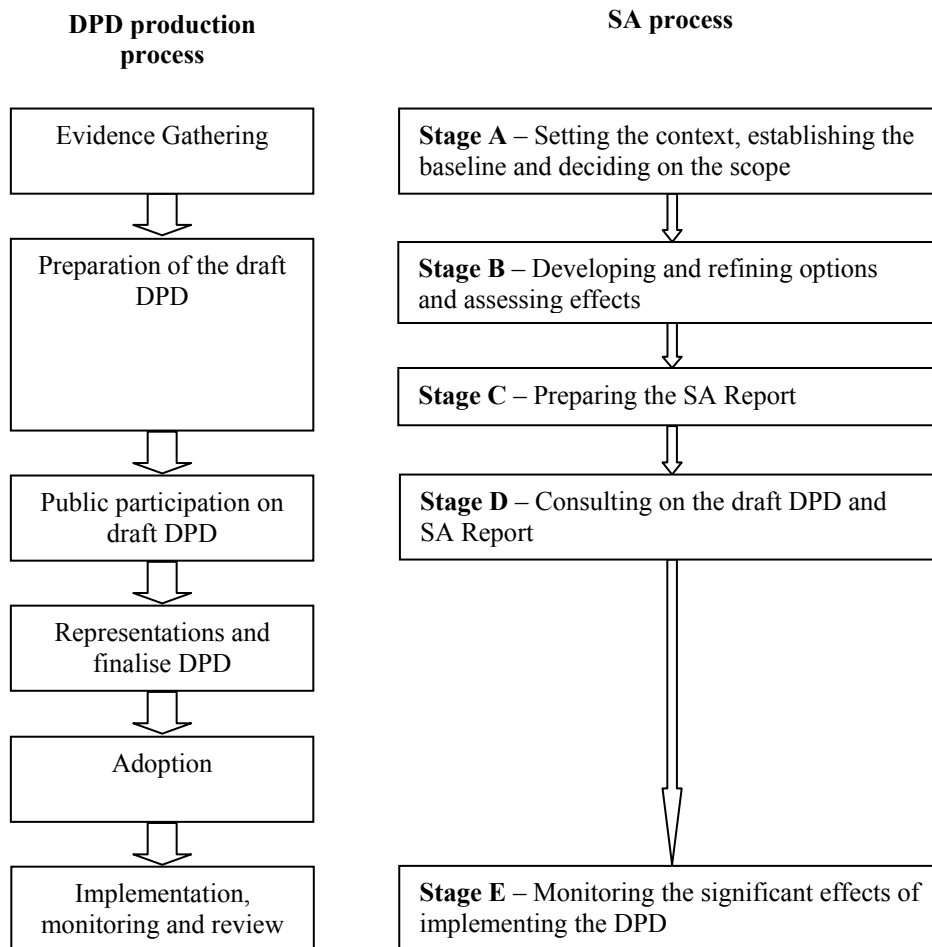 DPD production
process
SA process
Evidence Gathering
Stage A – Setting the context, establishing the
baseline and deciding on the scope
Preparation of the draft
DPD
Stage B – Developing and refining options
and assessing effects
Stage C – Preparing the SA Report
Public participation on
draft DPD
Stage D – Consulting on the draft DPD and
SA Report
Representations and
finalise DPD
Adoption
Implementation,
monitoring and review
Stage E – Monitoring the significant effects of
implementing the DPD